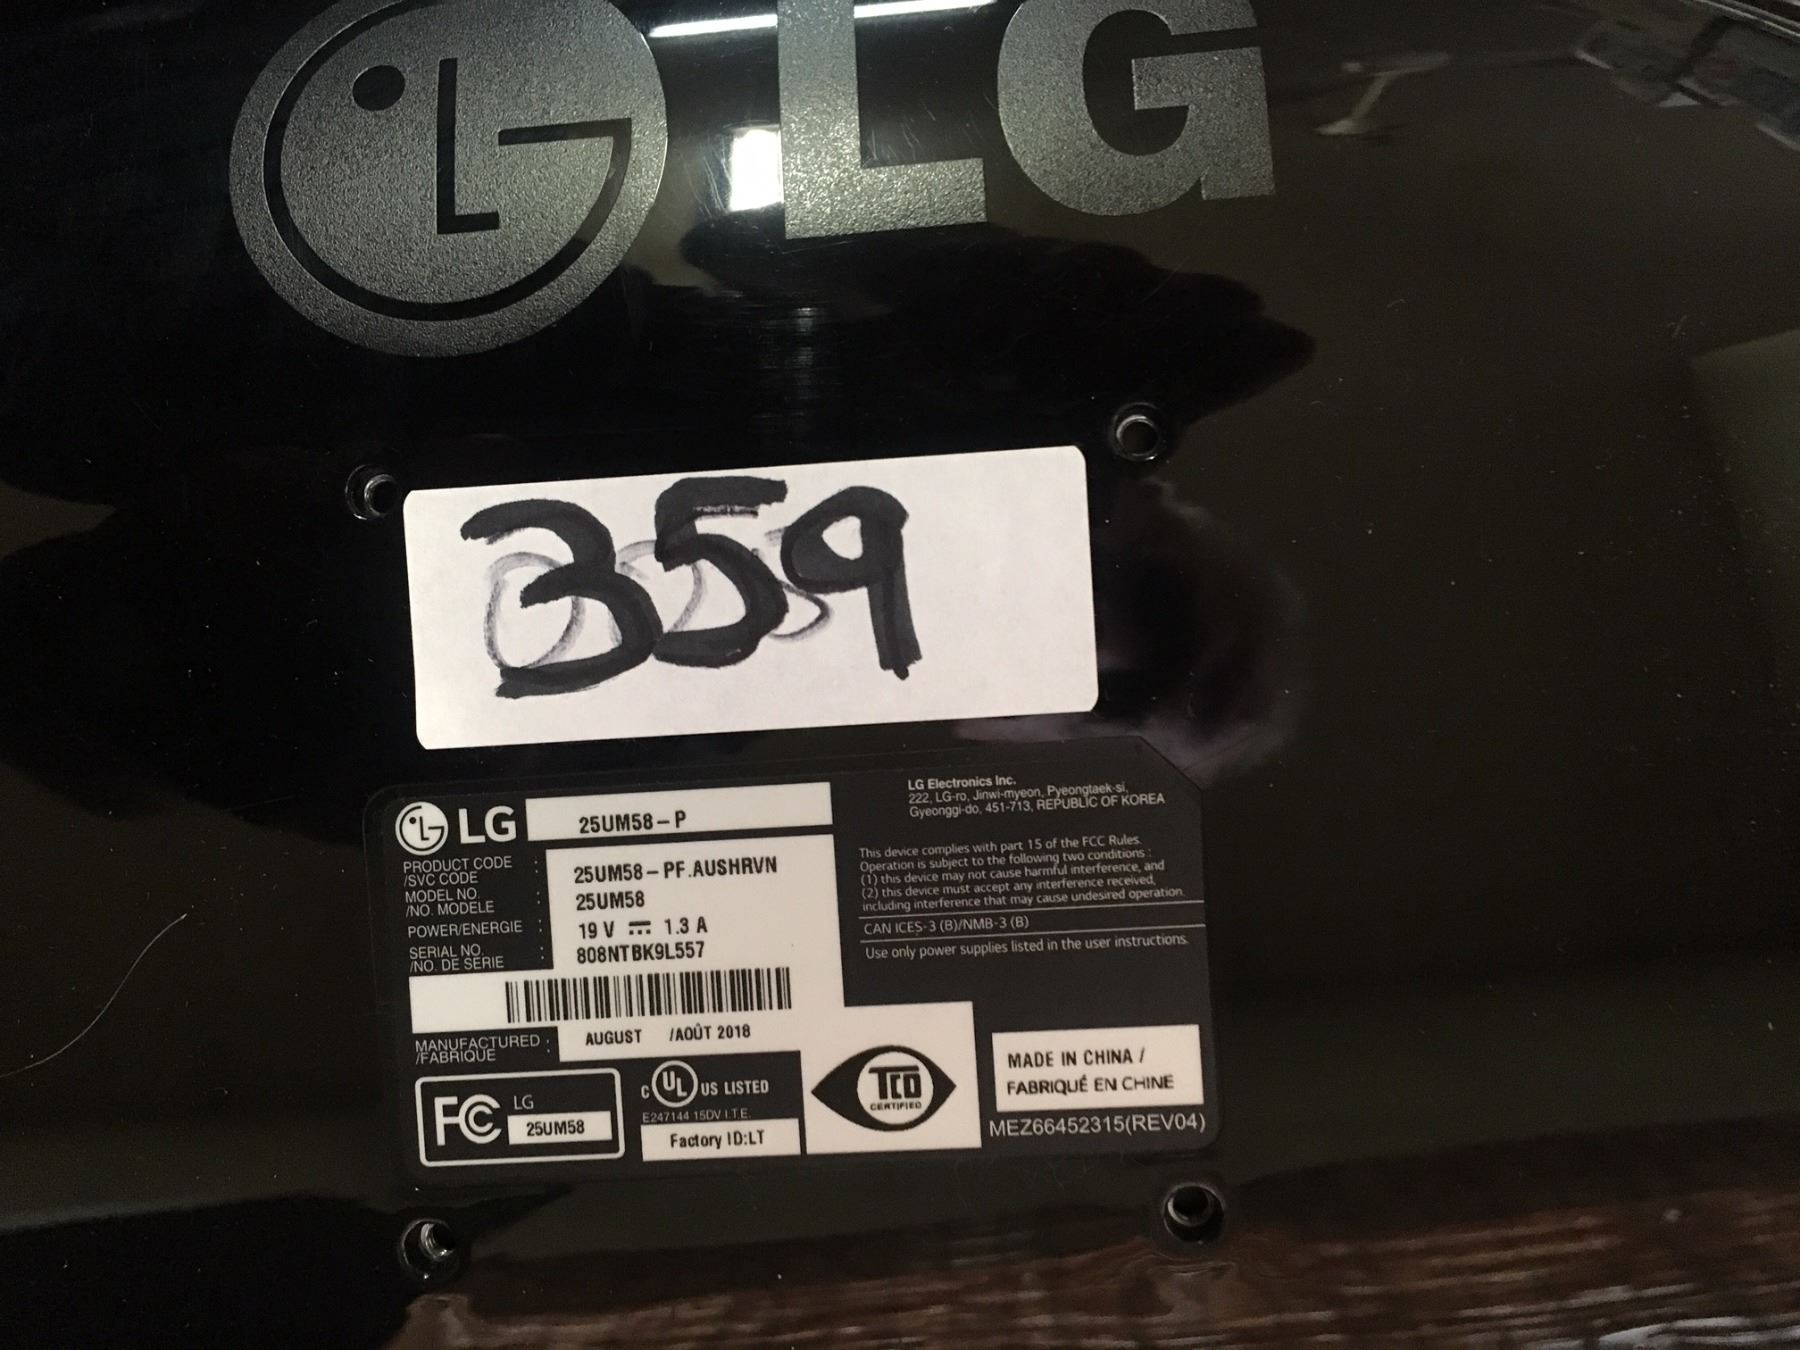 LG LG
359
LG 25UM58-P
PRODUCT CODE /SVC CODE : 25UM58-PF.AUSHRVN
MODEL NO. /NO. MODELE : 25UM58
POWER/ENERGIE : 19 V ⎓ 1.3 A
SERIAL NO. /NO. DE SERIE : 808NTBK9L557
MANUFACTURED /FABRIQUE : AUGUST /AOÛT 2018
FC LG
25UM58
C UL US LISTED
E247144 15DV I.T.E.
Factory ID:LT
LG Electronics Inc.
222, LG-ro, Jinwi-myeon, Pyeongtaek-si,
Gyeonggi-do, 451-713, REPUBLIC OF KOREA
This device complies with part 15 of the FCC Rules.
Operation is subject to the following two conditions :
(1) this device may not cause harmful interference, and
(2) this device must accept any interference received,
including interference that may cause undesired operation.
CAN ICES-3 (B)/NMB-3 (B)
Use only power supplies listed in the user instructions.
TCO
CERTIFIED
MADE IN CHINA /
FABRIQUÉ EN CHINE
MEZ66452315(REV04)